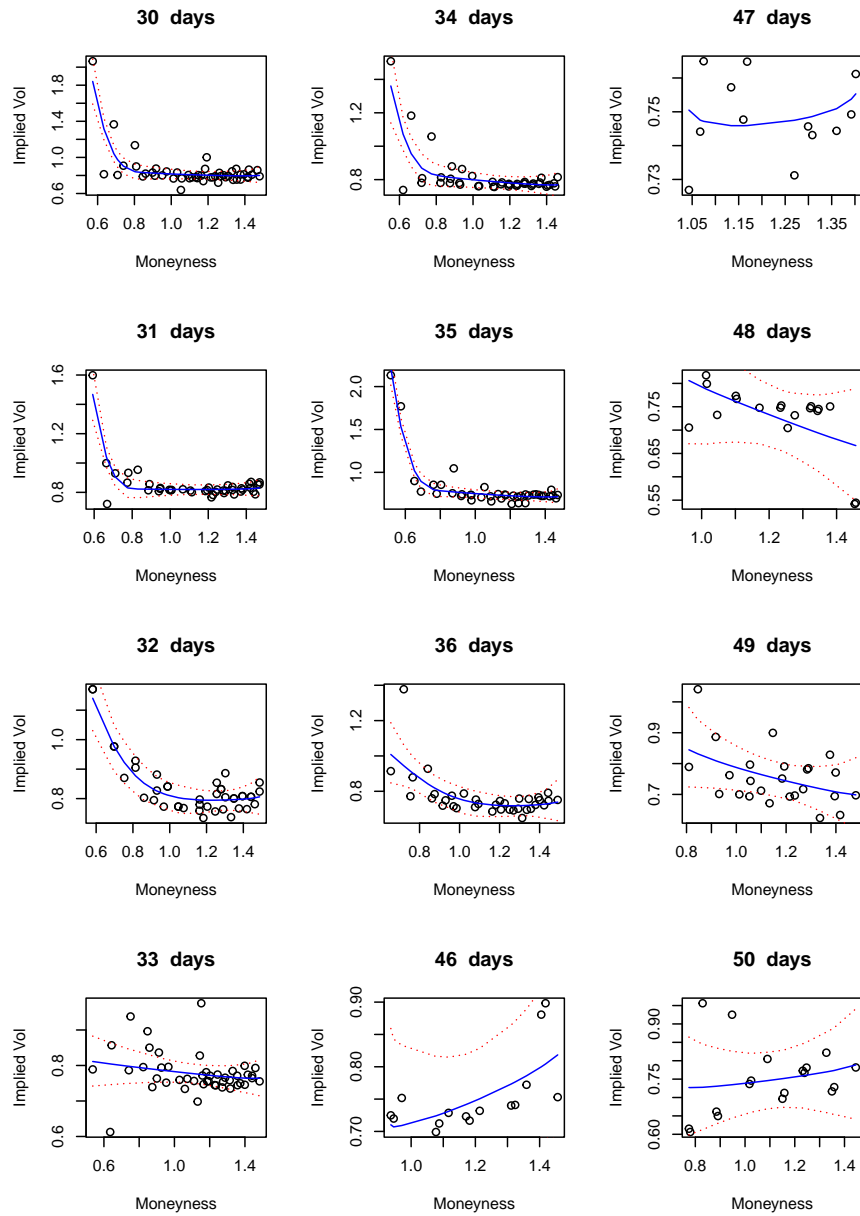 30 days
34 days
47 days
Implied Vol
0.6 1.0 1.4 1.8
0.6 0.8 1.0 1.2 1.4
Moneyness
Implied Vol
0.8 1.2
0.6 0.8 1.0 1.2 1.4
Moneyness
Implied Vol
0.73 0.75
1.05 1.15 1.25 1.35
Moneyness
31 days
35 days
48 days
Implied Vol
0.8 1.0 1.2 1.4 1.6
0.6 0.8 1.0 1.2 1.4
Moneyness
Implied Vol
1.0 1.5 2.0
0.6 0.8 1.0 1.2 1.4
Moneyness
Implied Vol
0.55 0.65 0.75
1.0 1.2 1.4
Moneyness
32 days
36 days
49 days
Implied Vol
0.8 1.0
0.6 0.8 1.0 1.2 1.4
Moneyness
Implied Vol
0.8 1.2
0.6 0.8 1.0 1.2 1.4
Moneyness
Implied Vol
0.7 0.9
0.8 1.0 1.2 1.4
Moneyness
33 days
46 days
50 days
Implied Vol
0.6 0.8
0.6 1.0 1.4
Moneyness
Implied Vol
0.70 0.80 0.90
1.0 1.2 1.4
Moneyness
Implied Vol
0.60 0.75 0.90
0.8 1.0 1.2 1.4
Moneyness